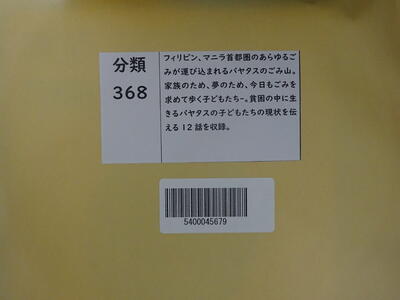 分類
368
フィリピン、マニラ首都圏のあらゆるご
みが運び込まれるパヤタスのごみ山。
家族のため、夢のため、今日もごみを
求めて歩く子どもたち-。貧困の中に生
きるパヤタスの子どもたちの現状を伝
える12話を収録。
5400045679